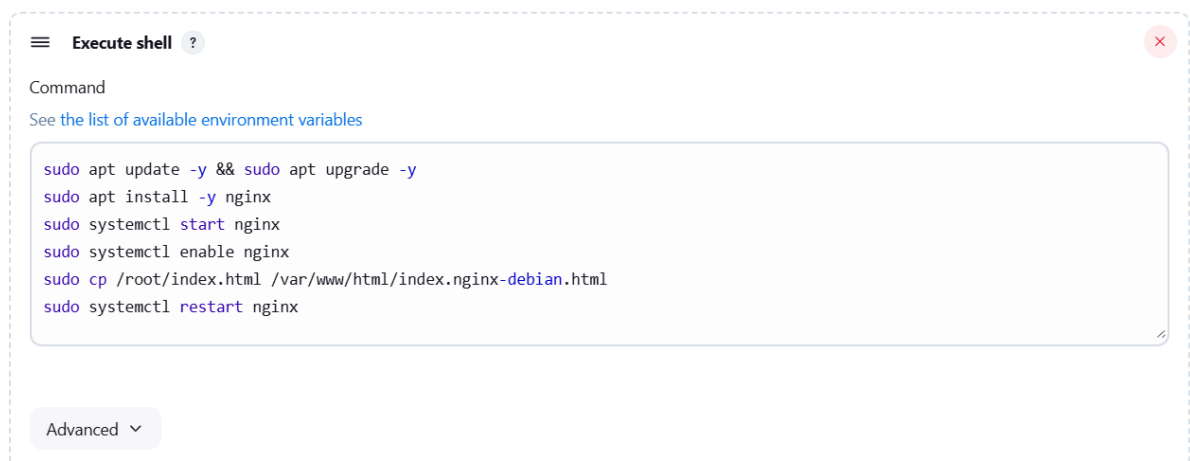 Execute shell ?
Command
See the list of available environment variables
sudo apt update -y && sudo apt upgrade -y
sudo apt install -y nginx
sudo systemctl start nginx
sudo systemctl enable nginx
sudo cp /root/index.html /var/www/html/index.nginx-debian.html
sudo systemctl restart nginx
Advanced